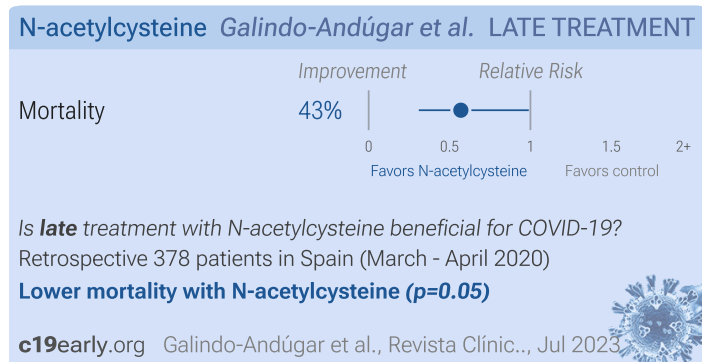 N-acetylcysteine Galindo-Andúgar et al. LATE TREATMENT
Improvement Relative Risk
Mortality 43%
0 0.5 1 1.5 2+
Favors N-acetylcysteine Favors control
Is late treatment with N-acetylcysteine beneficial for COVID-19?
Retrospective 378 patients in Spain (March - April 2020)
Lower mortality with N-acetylcysteine (p=0.05)
c19early.org Galindo-Andúgar et al., Revista Clínic.., Jul 2023